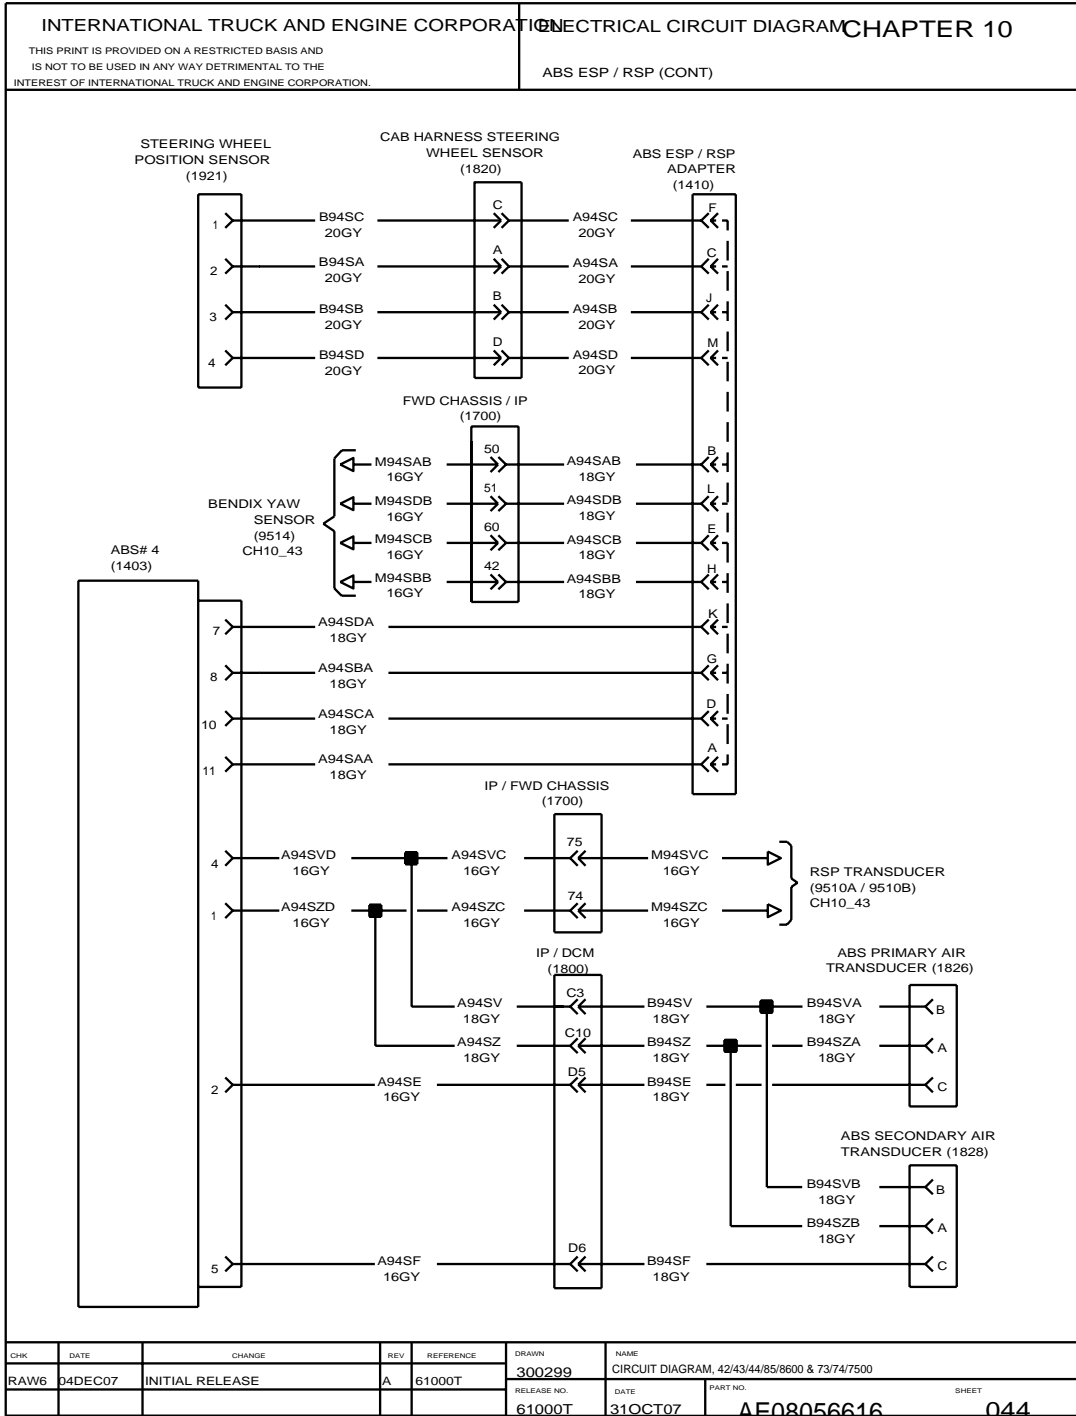 INTERNATIONAL TRUCK AND ENGINE CORPORATION
THIS PRINT IS PROVIDED ON A RESTRICTED BASIS AND
IS NOT TO BE USED IN ANY WAY DETRIMENTAL TO THE
INTEREST OF INTERNATIONAL TRUCK AND ENGINE CORPORATION.
ELECTRICAL CIRCUIT DIAGRAM
CHAPTER 10
ABS ESP / RSP (CONT)
STEERING WHEEL
POSITION SENSOR
(1921)
CAB HARNESS STEERING
WHEEL SENSOR
(1820)
ABS ESP / RSP
ADAPTER
(1410)
1 B94SC C A94SC F
20GY 20GY
2 B94SA A A94SA C
20GY 20GY
3 B94SB B A94SB J
20GY 20GY
4 B94SD D A94SD M
20GY 20GY
FWD CHASSIS / IP
(1700)
BENDIX YAW
SENSOR
(9514)
CH10_43
M94SAB 50 A94SAB B
16GY 18GY
M94SDB 51 A94SDB L
16GY 18GY
M94SCB 60 A94SCB E
16GY 18GY
M94SBB 42 A94SBB H
16GY 18GY
ABS# 4
(1403)
7 A94SDA K
18GY
8 A94SBA G
18GY
10 A94SCA D
18GY
11 A94SAA A
18GY
IP / FWD CHASSIS
(1700)
4 A94SVD A94SVC 75 M94SVC
16GY 16GY 16GY
1 A94SZD A94SZC 74 M94SZC
16GY 16GY 16GY
RSP TRANSDUCER
(9510A / 9510B)
CH10_43
IP / DCM
(1800)
ABS PRIMARY AIR
TRANSDUCER (1826)
A94SV C3 B94SV B94SVA B
18GY 18GY 18GY
A94SZ C10 B94SZ B94SZA A
18GY 18GY 18GY
2 A94SE D5 B94SE C
16GY 18GY
ABS SECONDARY AIR
TRANSDUCER (1828)
B94SVB B
18GY
B94SZB A
18GY
5 A94SF D6 B94SF C
16GY 18GY
CHK DATE CHANGE REV REFERENCE
RAW6 04DEC07 INITIAL RELEASE A 61000T
DRAWN
300299
NAME
CIRCUIT DIAGRAM, 42/43/44/85/8600 & 73/74/7500
RELEASE NO.
61000T
DATE
31OCT07
PART NO.
AF08056616
SHEET
044